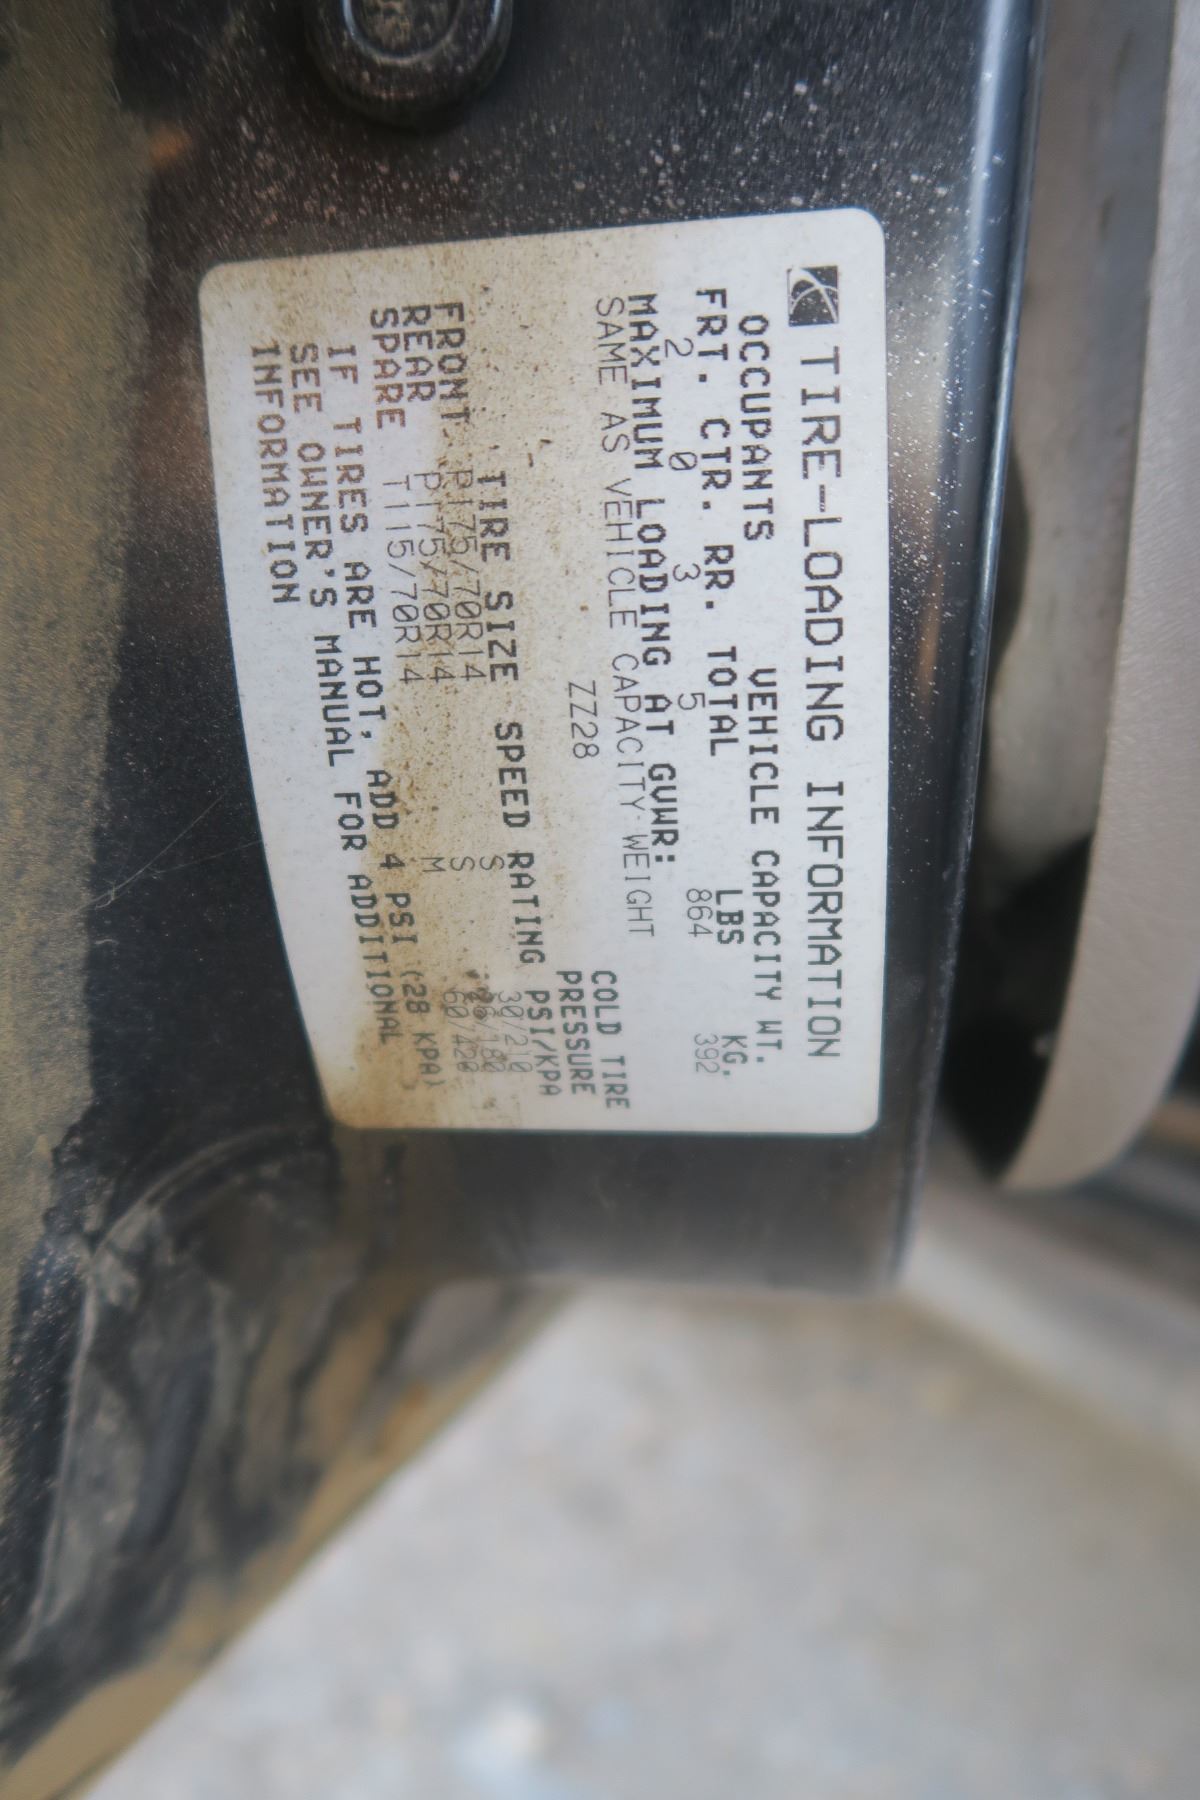 TIRE-LOADING INFORMATION
OCCUPANTS VEHICLE CAPACITY WT.
FRT. CTR. RR. TOTAL LBS KG.
2 0 3 5 864 392
MAXIMUM LOADING AT GVWR:
SAME AS VEHICLE CAPACITY WEIGHT
ZZ28
COLD TIRE
PRESSURE
TIRE SIZE SPEED RATING PSI/KPA
FRONT P175/70R14 S 30/210
REAR P175/70R14 S 26/180
SPARE T115/70R14 M 60/420
IF TIRES ARE HOT, ADD 4 PSI (28 KPA)
SEE OWNER'S MANUAL FOR ADDITIONAL
INFORMATION